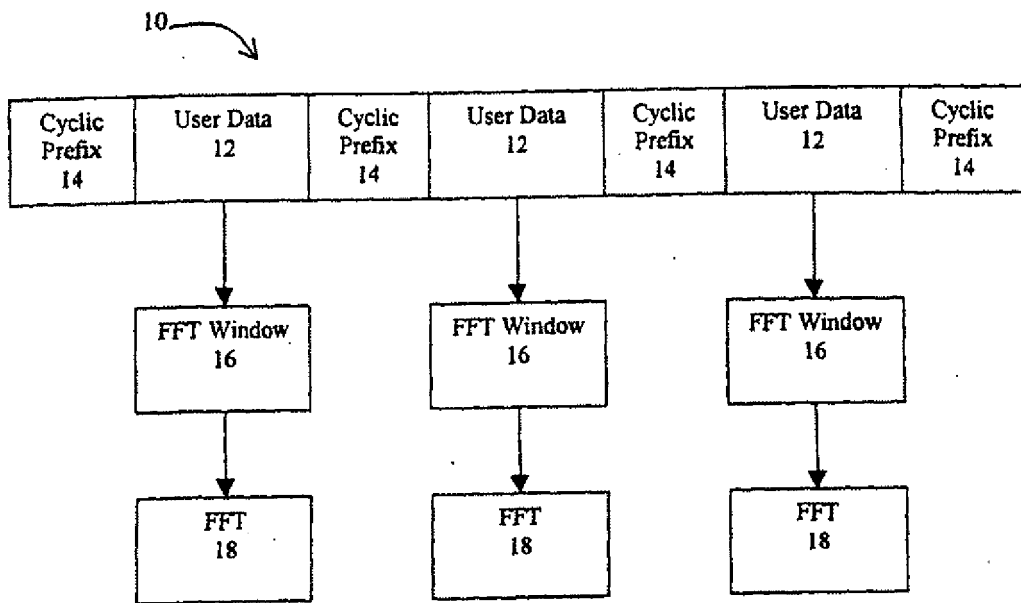 10
Cyclic
Prefix
14
User Data
12
Cyclic
Prefix
14
User Data
12
Cyclic
Prefix
14
User Data
12
Cyclic
Prefix
14
FFT Window
16
FFT Window
16
FFT Window
16
FFT
18
FFT
18
FFT
18